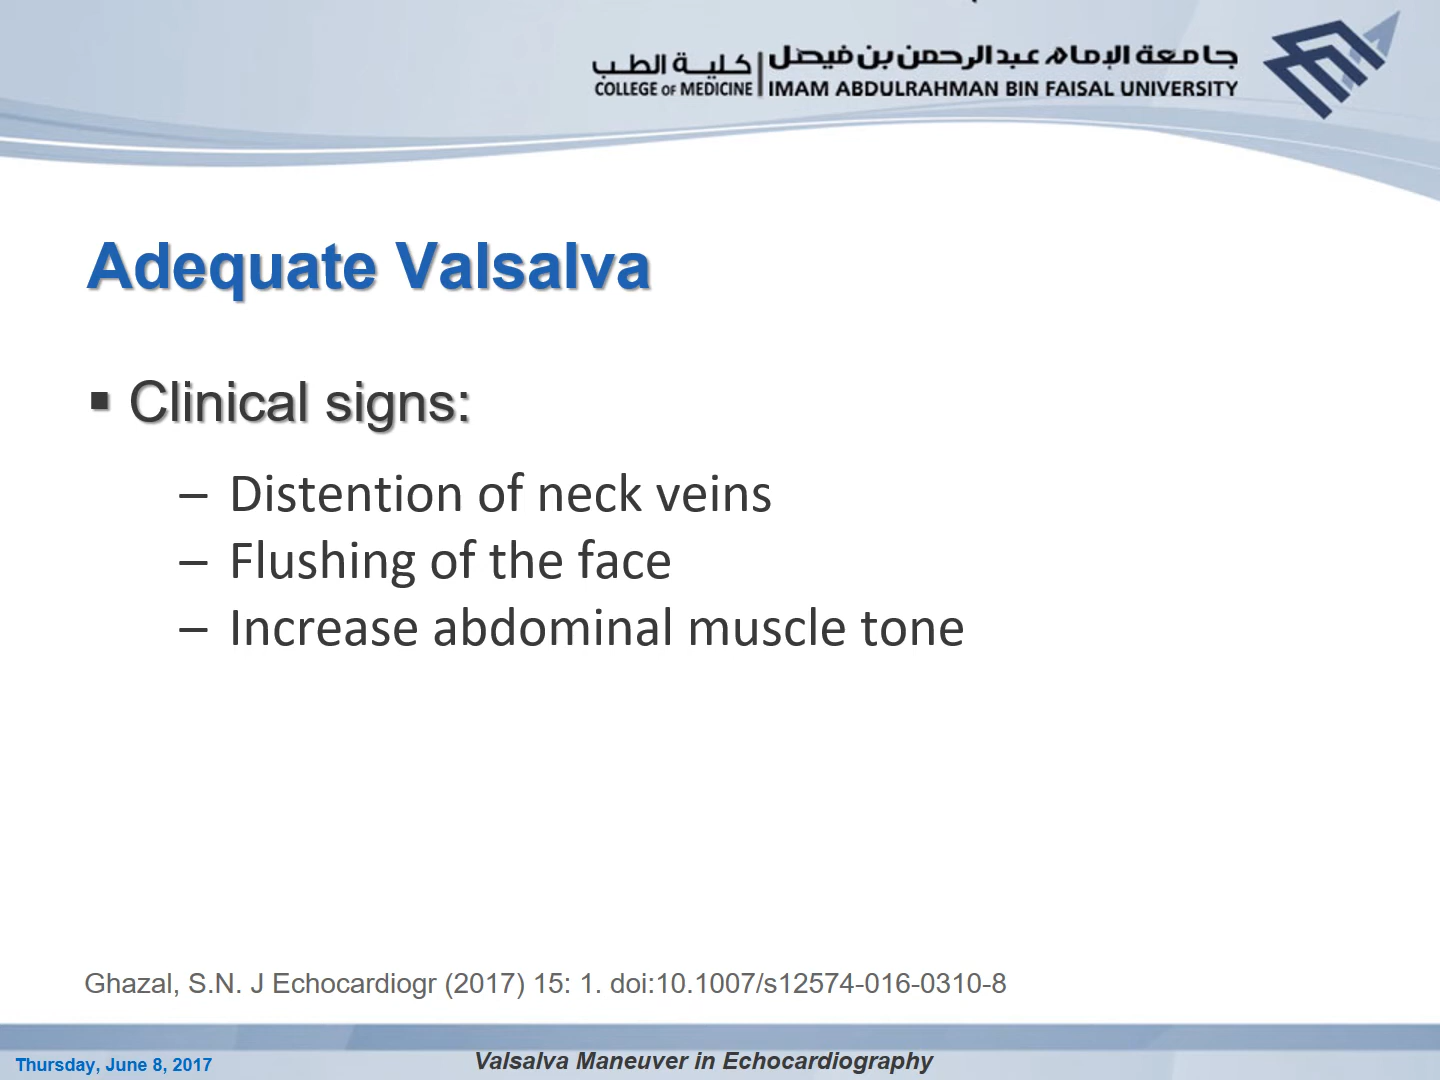 كلية الطب | جامعة الإمام عبدالرحمن بن فيصل
COLLEGE OF MEDICINE | IMAM ABDULRAHMAN BIN FAISAL UNIVERSITY
Adequate Valsalva
▪ Clinical signs:
– Distention of neck veins
– Flushing of the face
– Increase abdominal muscle tone
Ghazal, S.N. J Echocardiogr (2017) 15: 1. doi:10.1007/s12574-016-0310-8
Thursday, June 8, 2017
Valsalva Maneuver in Echocardiography